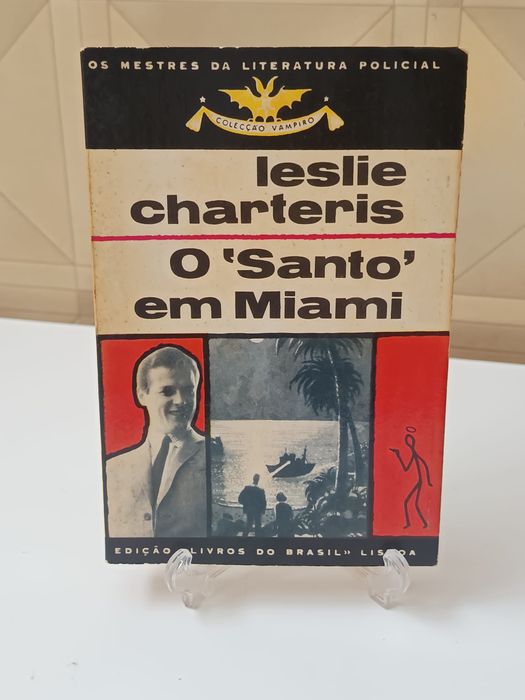 OS MESTRES DA LITERATURA POLICIAL
COLECÇÃO VAMPIRO
leslie
charteris
O 'Santo'
em Miami
EDIÇÃO «LIVROS DO BRASIL» LISBOA